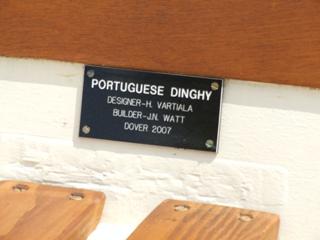 PORTUGUESE DINGHY
DESIGNER-H. VARTIALA
BUILDER-J.N. WATT
DOVER 2007